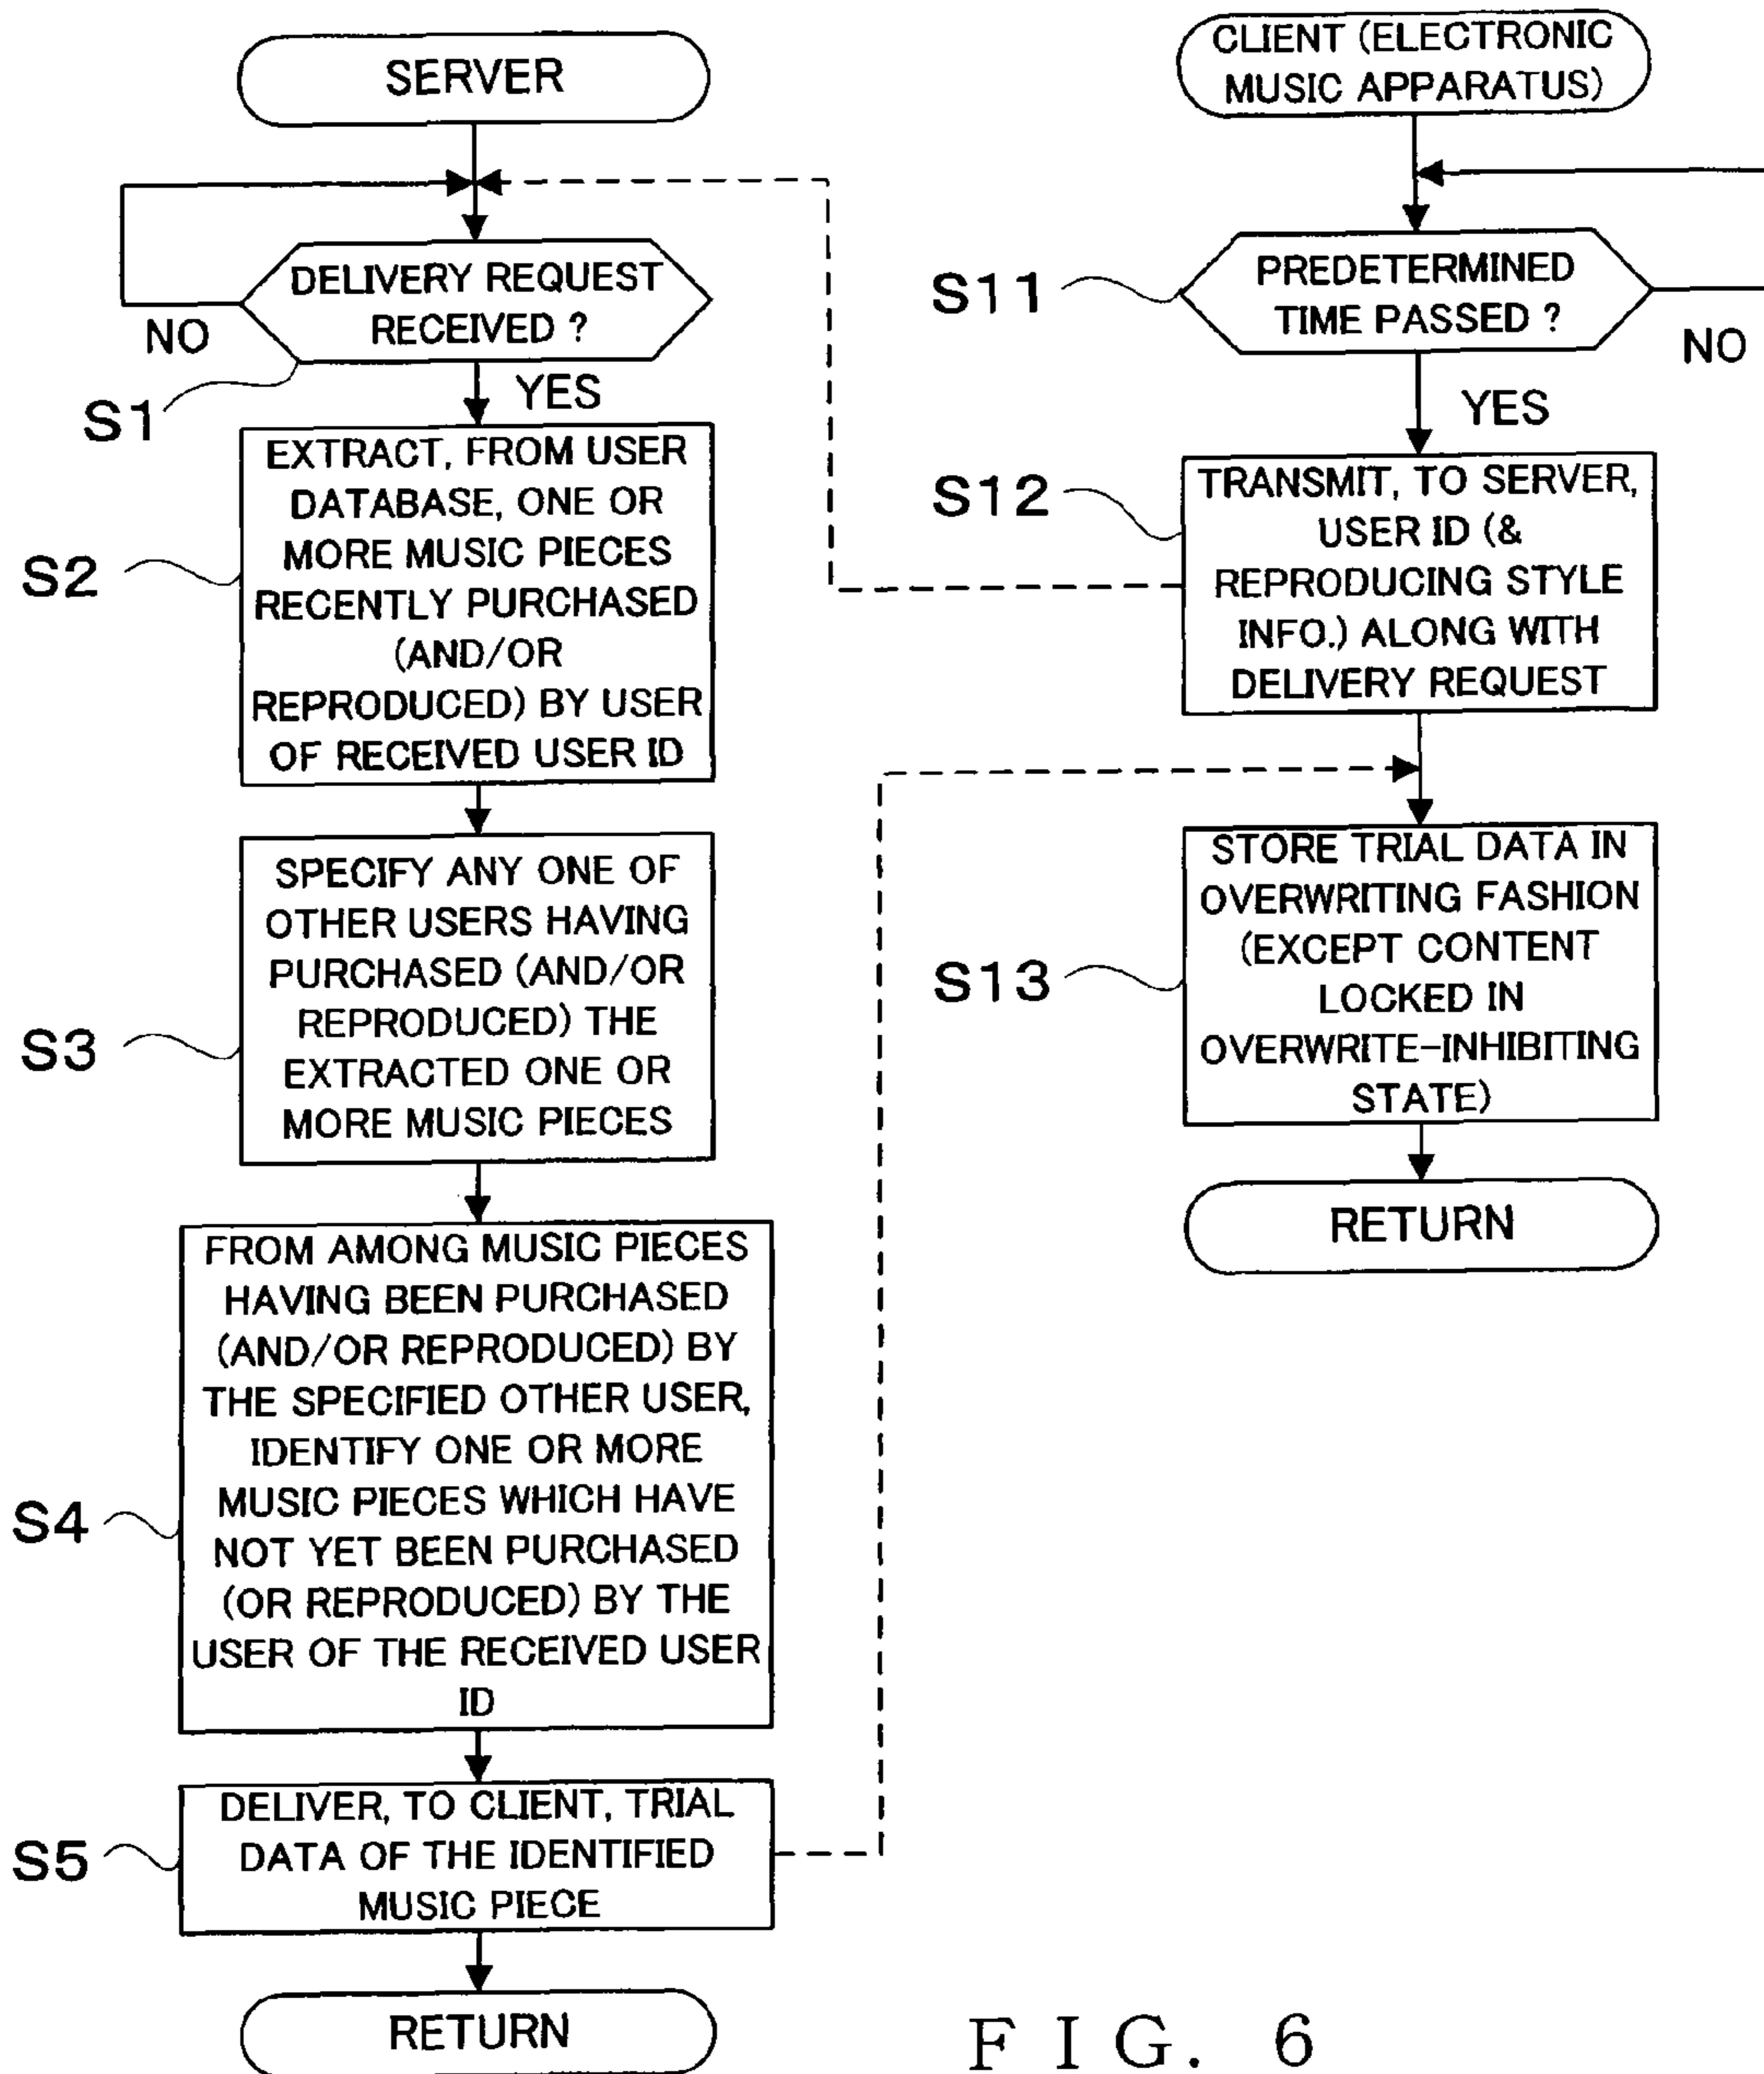 SERVER
DELIVERY REQUEST
RECEIVED ?
NO
S1
YES
EXTRACT, FROM USER
DATABASE, ONE OR
MORE MUSIC PIECES
RECENTLY PURCHASED
(AND/OR
REPRODUCED) BY USER
OF RECEIVED USER ID
S2
SPECIFY ANY ONE OF
OTHER USERS HAVING
PURCHASED (AND/OR
REPRODUCED) THE
EXTRACTED ONE OR
MORE MUSIC PIECES
S3
FROM AMONG MUSIC PIECES
HAVING BEEN PURCHASED
(AND/OR REPRODUCED) BY
THE SPECIFIED OTHER USER,
IDENTIFY ONE OR MORE
MUSIC PIECES WHICH HAVE
NOT YET BEEN PURCHASED
(OR REPRODUCED) BY THE
USER OF THE RECEIVED USER
ID
S4
DELIVER, TO CLIENT, TRIAL
DATA OF THE IDENTIFIED
MUSIC PIECE
S5
RETURN
CLIENT (ELECTRONIC
MUSIC APPARATUS)
S11
PREDETERMINED
TIME PASSED ?
NO
YES
S12
TRANSMIT, TO SERVER,
USER ID (&
REPRODUCING STYLE
INFO.) ALONG WITH
DELIVERY REQUEST
S13
STORE TRIAL DATA IN
OVERWRITING FASHION
(EXCEPT CONTENT
LOCKED IN
OVERWRITE-INHIBITING
STATE)
RETURN
FIG. 6